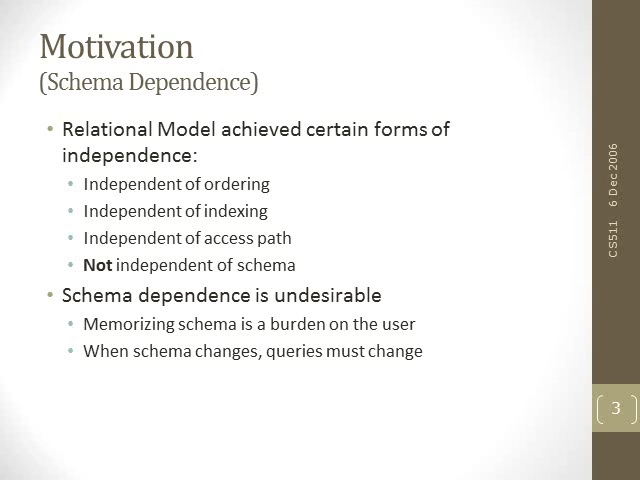 Motivation
(Schema Dependence)
• Relational Model achieved certain forms of
independence:
• Independent of ordering
• Independent of indexing
• Independent of access path
• Not independent of schema
• Schema dependence is undesirable
• Memorizing schema is a burden on the user
• When schema changes, queries must change
CS511 6 Dec 2006
3